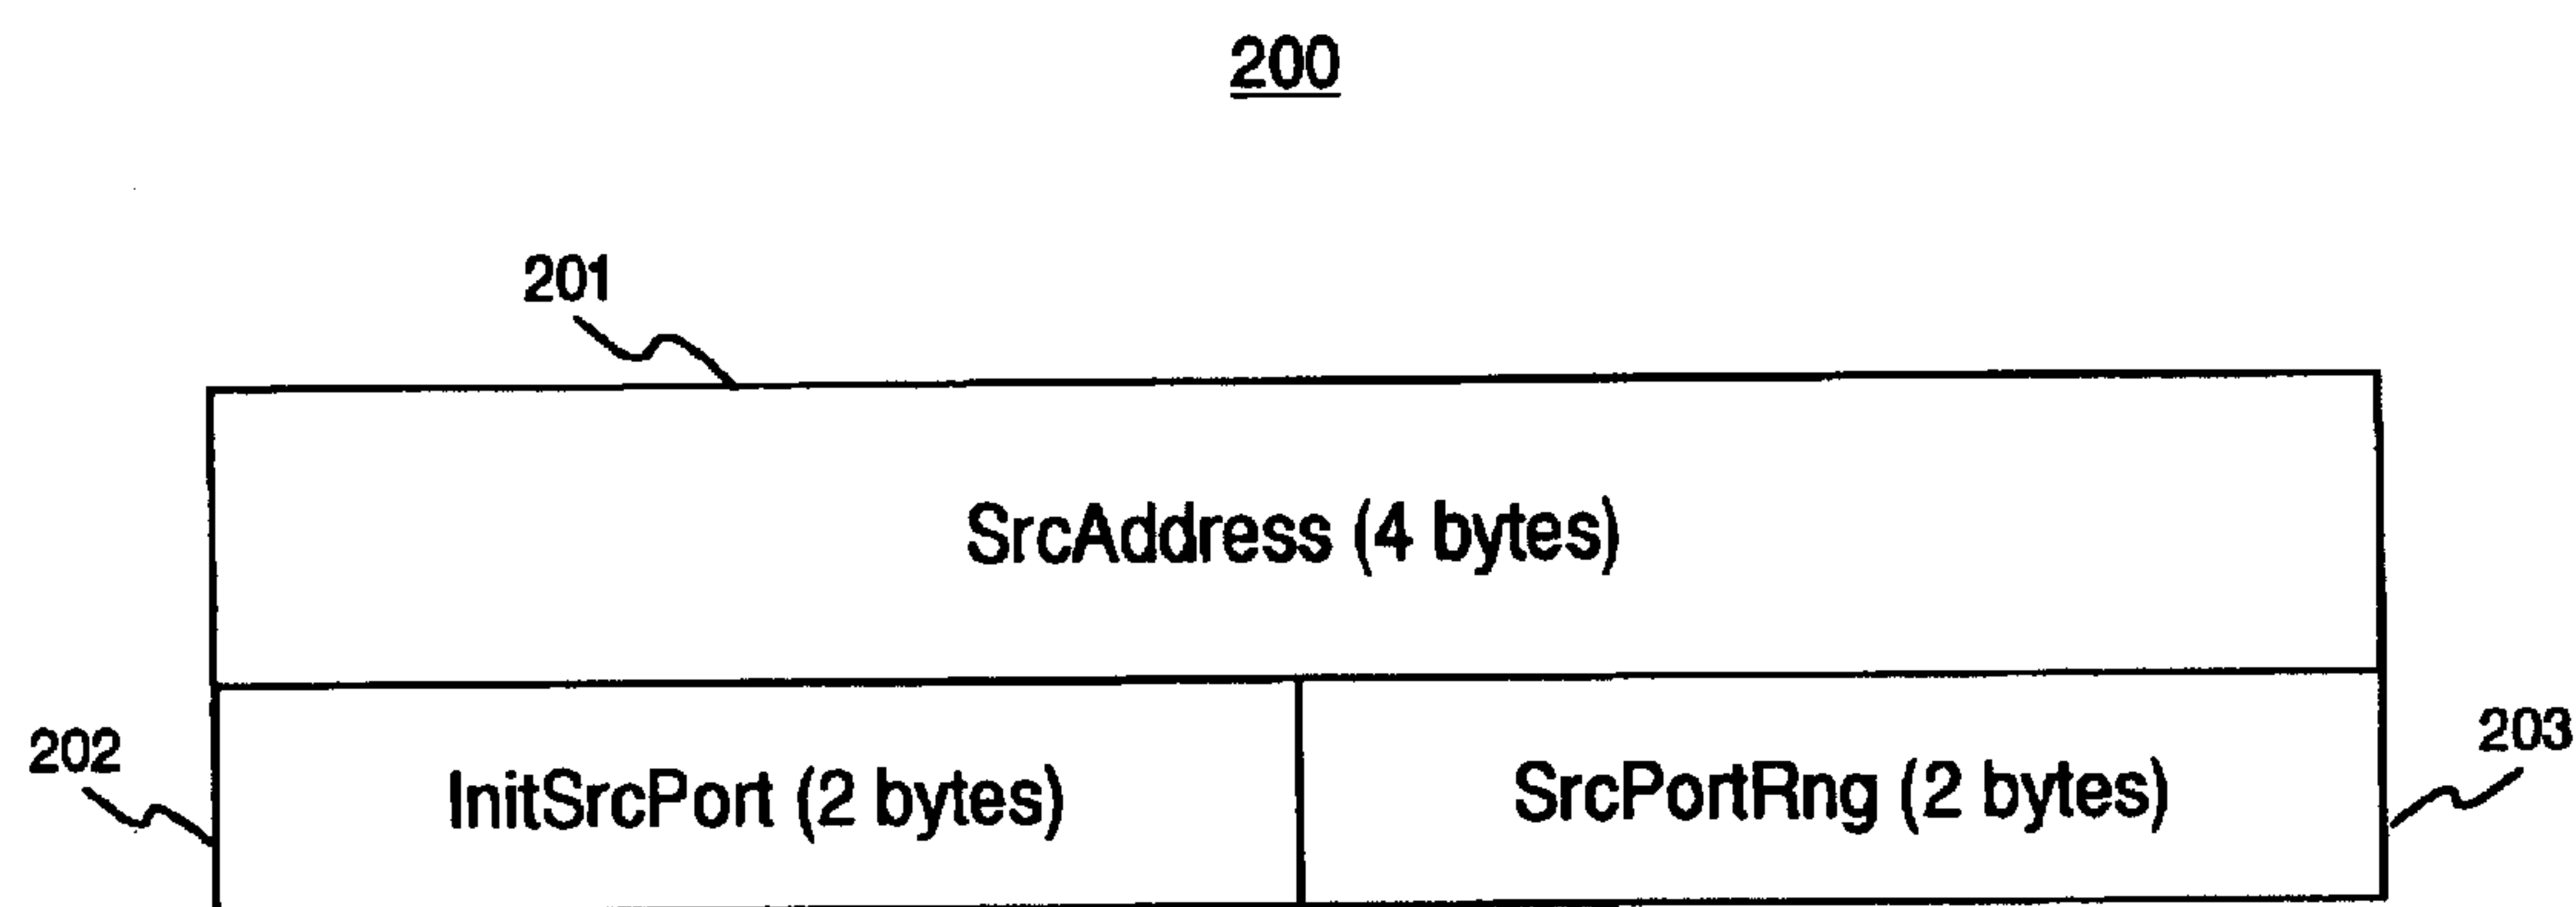 200
201
SrcAddress (4 bytes)
202
InitSrcPort (2 bytes)
SrcPortRng (2 bytes)
203